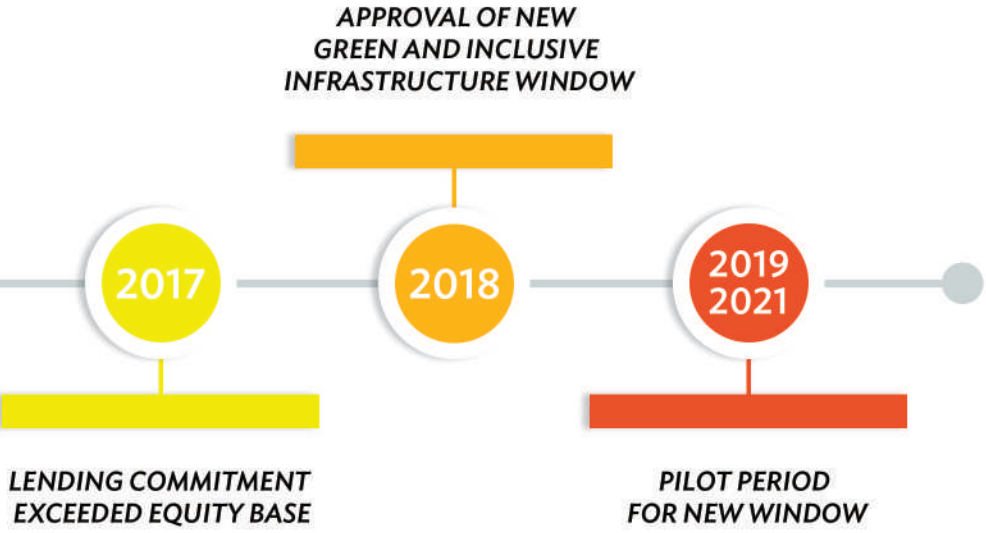 APPROVAL OF NEW
GREEN AND INCLUSIVE
INFRASTRUCTURE WINDOW
2017
2018
2019
2021
LENDING COMMITMENT
EXCEEDED EQUITY BASE
PILOT PERIOD
FOR NEW WINDOW